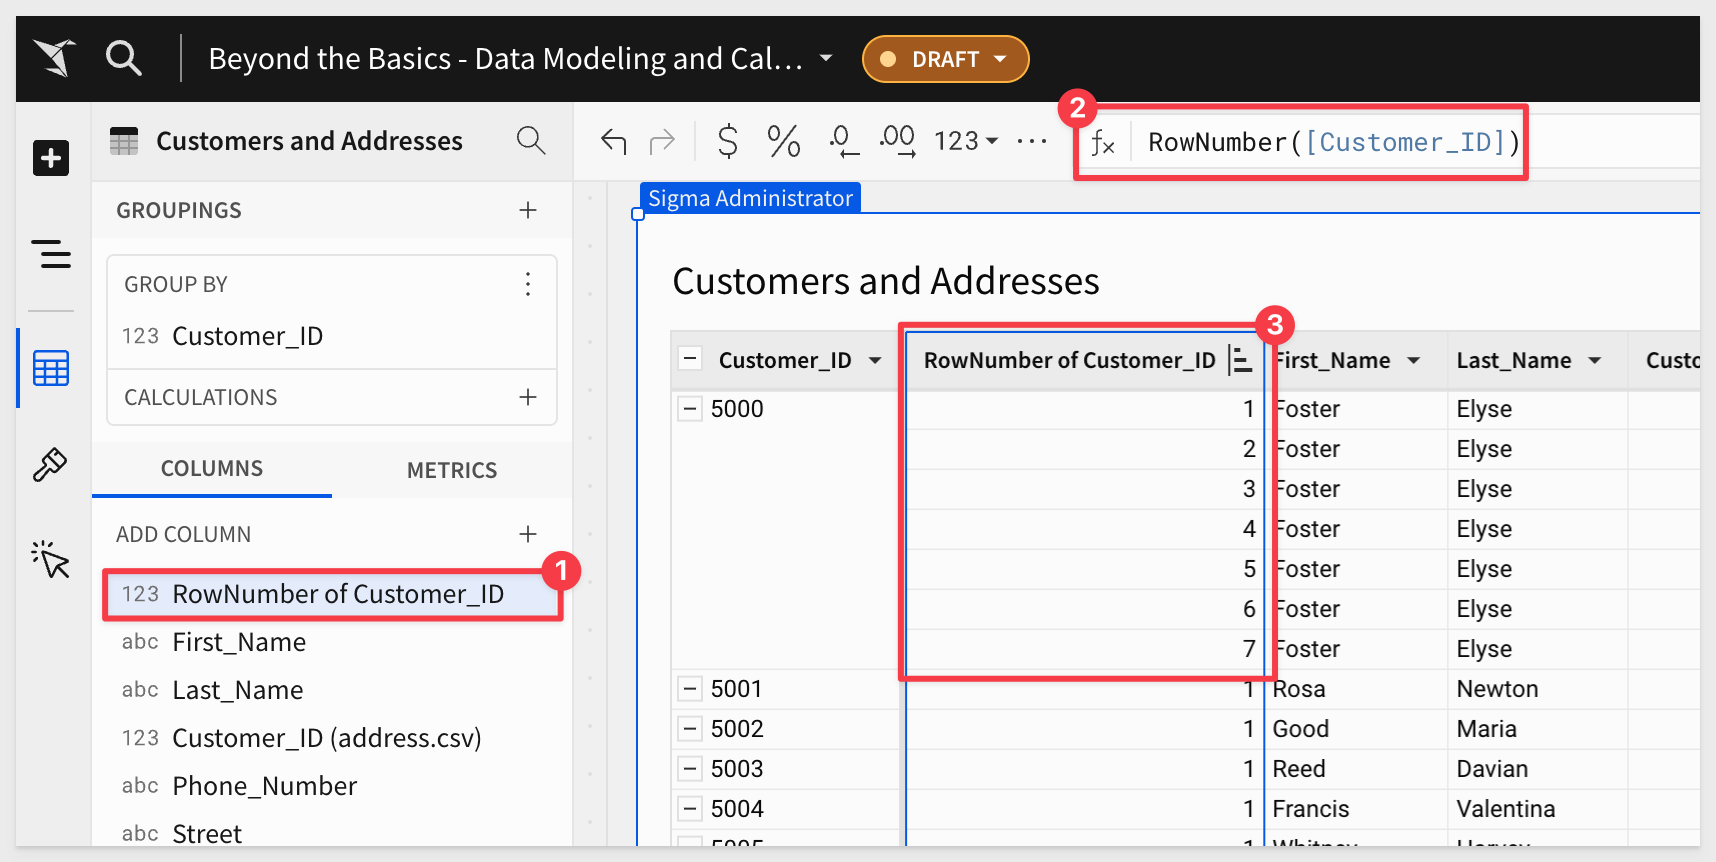 Beyond the Basics - Data Modeling and Cal...
DRAFT
Customers and Addresses
$ % .0 .00 123 ...
2
fx RowNumber([Customer_ID])
GROUPINGS
GROUP BY
123 Customer_ID
CALCULATIONS
COLUMNS METRICS
ADD COLUMN
1
123 RowNumber of Customer_ID
abc First_Name
abc Last_Name
123 Customer_ID (address.csv)
abc Phone_Number
abc Street
Sigma Administrator
Customers and Addresses
3
Customer_ID RowNumber of Customer_ID First_Name Last_Name Custo
5000 1 Foster Elyse
2 Foster Elyse
3 Foster Elyse
4 Foster Elyse
5 Foster Elyse
6 Foster Elyse
7 Foster Elyse
5001 1 Rosa Newton
5002 1 Good Maria
5003 1 Reed Davian
5004 1 Francis Valentina
5005 1 Whitney